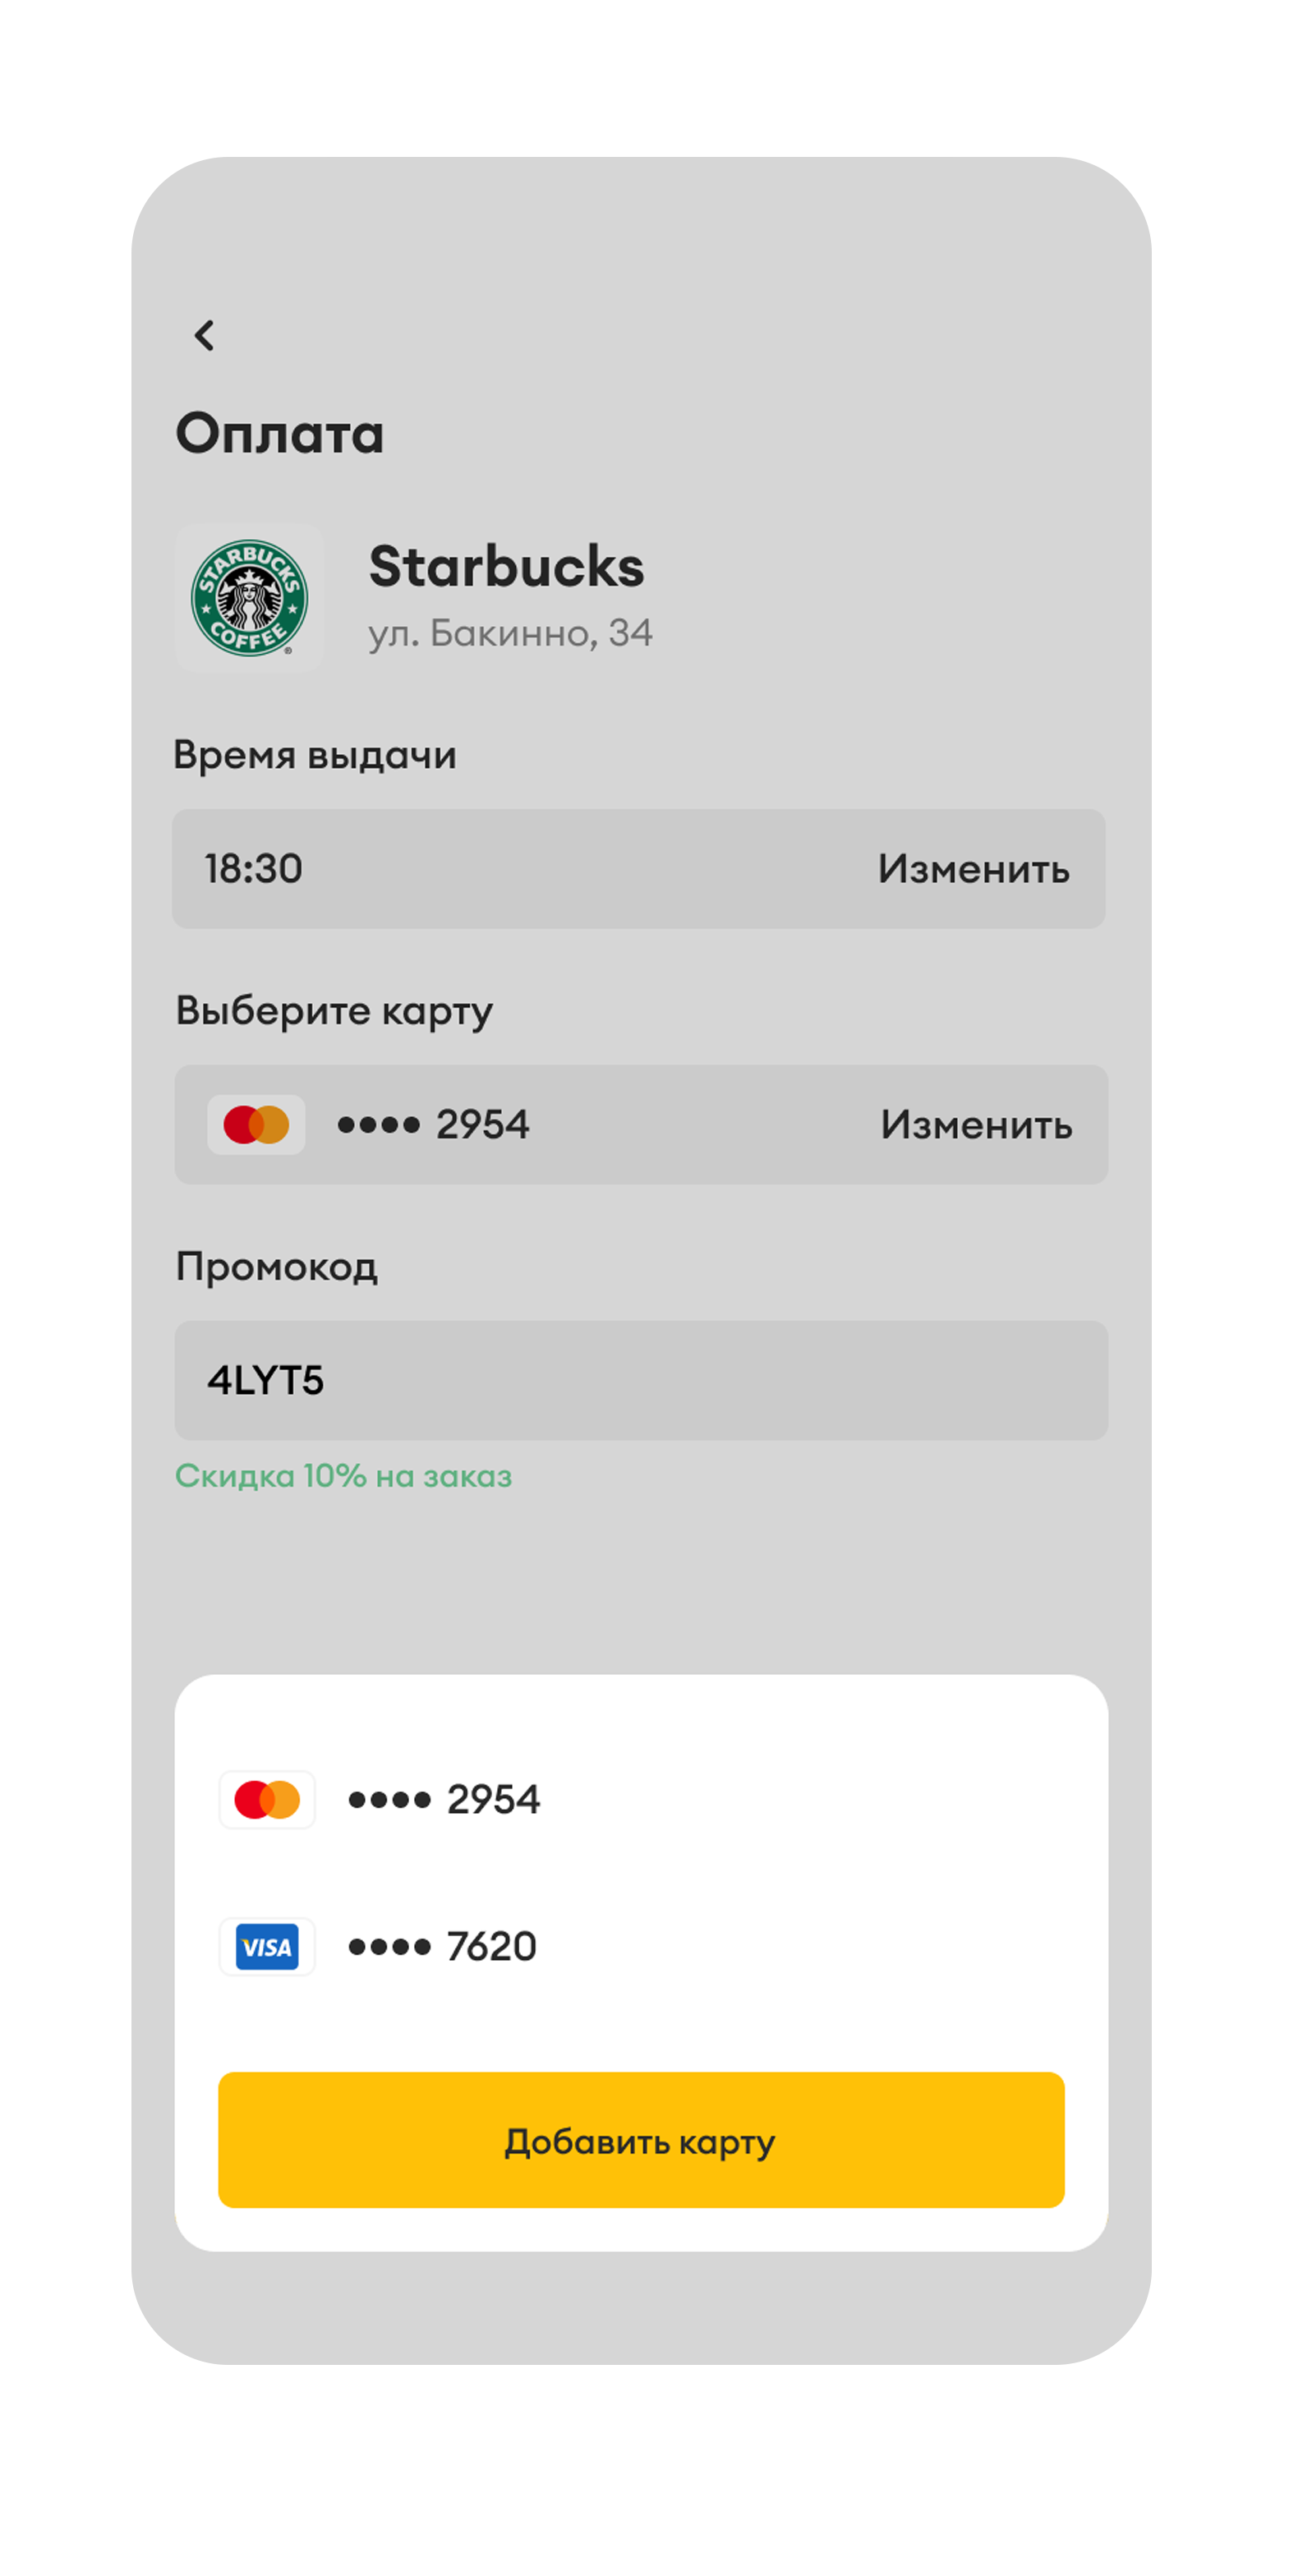 Оплата
STARBUCKS
COFFEE
®
Starbucks
ул. Бакинно, 34
Время выдачи
18:30 Изменить
Выберите карту
•••• 2954 Изменить
Промокод
4LYT5
Скидка 10% на заказ
•••• 2954
VISA •••• 7620
Добавить карту